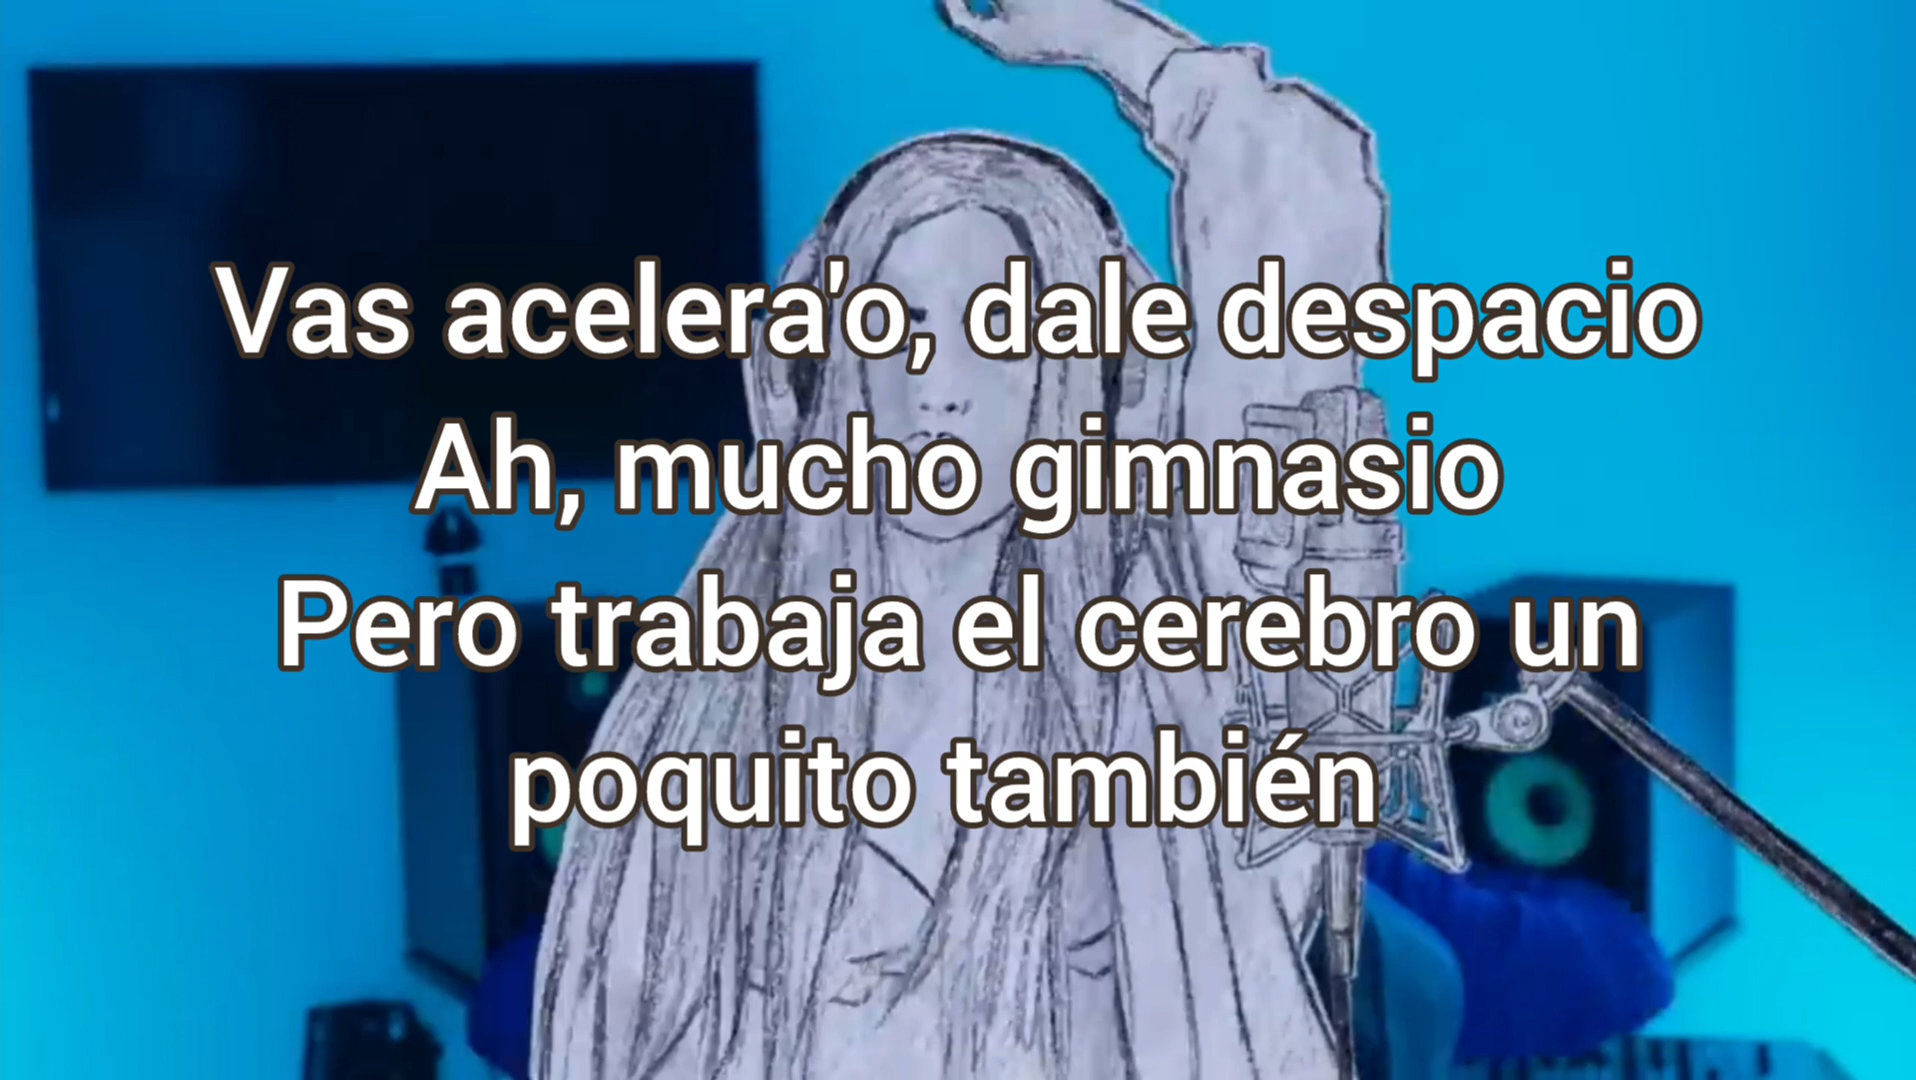 Vas acelera'o, dale despacio
Ah, mucho gimnasio
Pero trabaja el cerebro un
poquito también